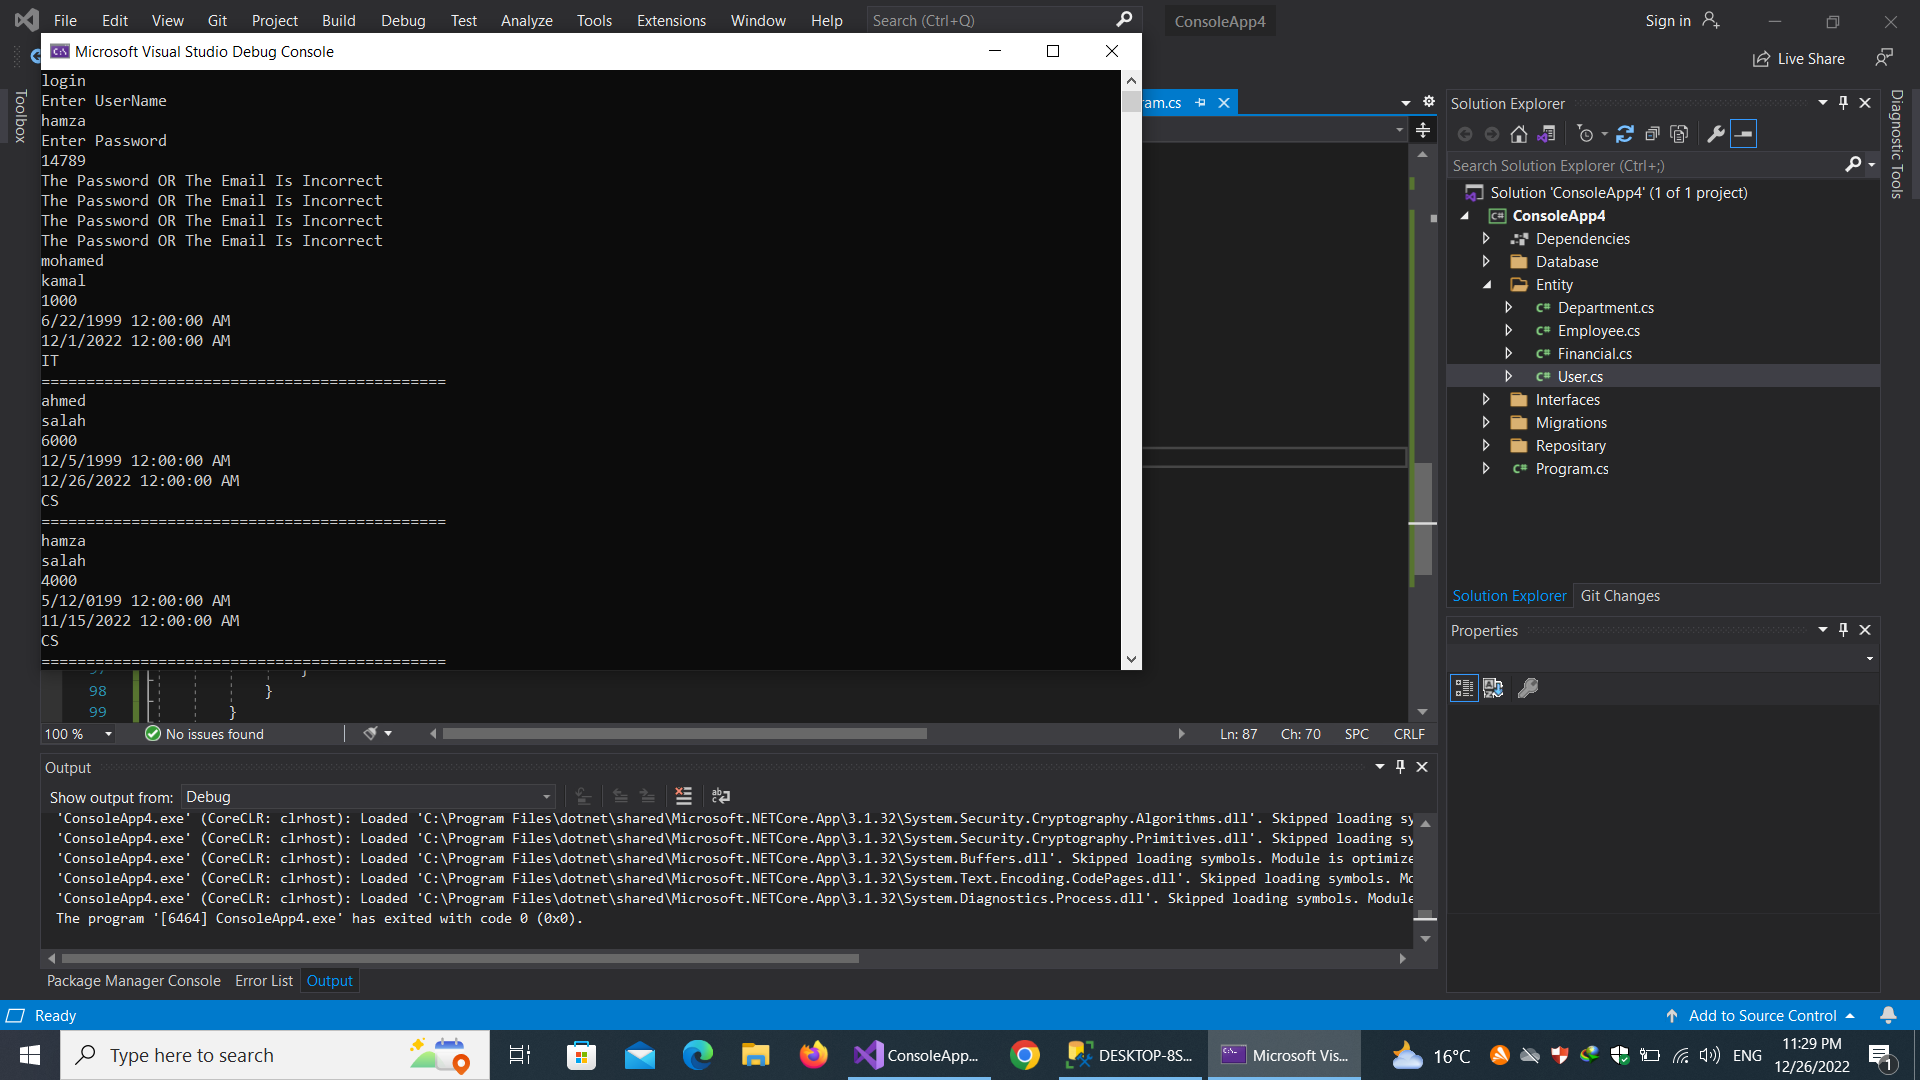 File Edit View Git Project Build Debug Test Analyze Tools Extensions Window Help Search (Ctrl+Q) ConsoleApp4 Sign in
Live Share
Microsoft Visual Studio Debug Console
login
Enter UserName
hamza
Enter Password
14789
The Password OR The Email Is Incorrect
The Password OR The Email Is Incorrect
The Password OR The Email Is Incorrect
The Password OR The Email Is Incorrect
mohamed
kamal
1000
6/22/1999 12:00:00 AM
12/1/2022 12:00:00 AM
IT
=============================================
ahmed
salah
6000
12/5/1999 12:00:00 AM
12/26/2022 12:00:00 AM
CS
=============================================
hamza
salah
4000
5/12/0199 12:00:00 AM
11/15/2022 12:00:00 AM
CS
=============================================
Toolbox
ram.cs
98 }
99 }
100 % No issues found Ln: 87 Ch: 70 SPC CRLF
Solution Explorer
Search Solution Explorer (Ctrl+;)
Solution 'ConsoleApp4' (1 of 1 project)
ConsoleApp4
Dependencies
Database
Entity
Department.cs
Employee.cs
Financial.cs
User.cs
Interfaces
Migrations
Repositary
Program.cs
Solution Explorer Git Changes
Properties
Diagnostic Tools
Output
Show output from: Debug
'ConsoleApp4.exe' (CoreCLR: clrhost): Loaded 'C:\Program Files\dotnet\shared\Microsoft.NETCore.App\3.1.32\System.Security.Cryptography.Algorithms.dll'. Skipped loading sy
'ConsoleApp4.exe' (CoreCLR: clrhost): Loaded 'C:\Program Files\dotnet\shared\Microsoft.NETCore.App\3.1.32\System.Security.Cryptography.Primitives.dll'. Skipped loading sy
'ConsoleApp4.exe' (CoreCLR: clrhost): Loaded 'C:\Program Files\dotnet\shared\Microsoft.NETCore.App\3.1.32\System.Buffers.dll'. Skipped loading symbols. Module is optimize
'ConsoleApp4.exe' (CoreCLR: clrhost): Loaded 'C:\Program Files\dotnet\shared\Microsoft.NETCore.App\3.1.32\System.Text.Encoding.CodePages.dll'. Skipped loading symbols. Mo
'ConsoleApp4.exe' (CoreCLR: clrhost): Loaded 'C:\Program Files\dotnet\shared\Microsoft.NETCore.App\3.1.32\System.Diagnostics.Process.dll'. Skipped loading symbols. Module
The program '[6464] ConsoleApp4.exe' has exited with code 0 (0x0).
Package Manager Console Error List Output
Ready Add to Source Control
Type here to search ConsoleApp... DESKTOP-8S... Microsoft Vis... 16°C ENG 11:29 PM
12/26/2022
1